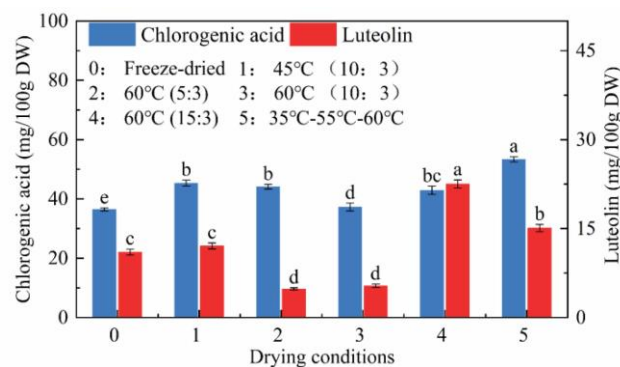 100
80
60
40
20
0
Chlorogenic acid (mg/100g DW)
Chlorogenic acid Luteolin
0: Freeze-dried 1: 45℃ （10：3）
2: 60℃ (5:3) 3: 60℃ （10：3）
4: 60℃ (15:3) 5: 35℃-55℃-60℃
e c
b c
b d
d d
bc a
a b
45
30
15
0
Luteolin (mg/100g DW)
0 1 2 3 4 5
Drying conditions